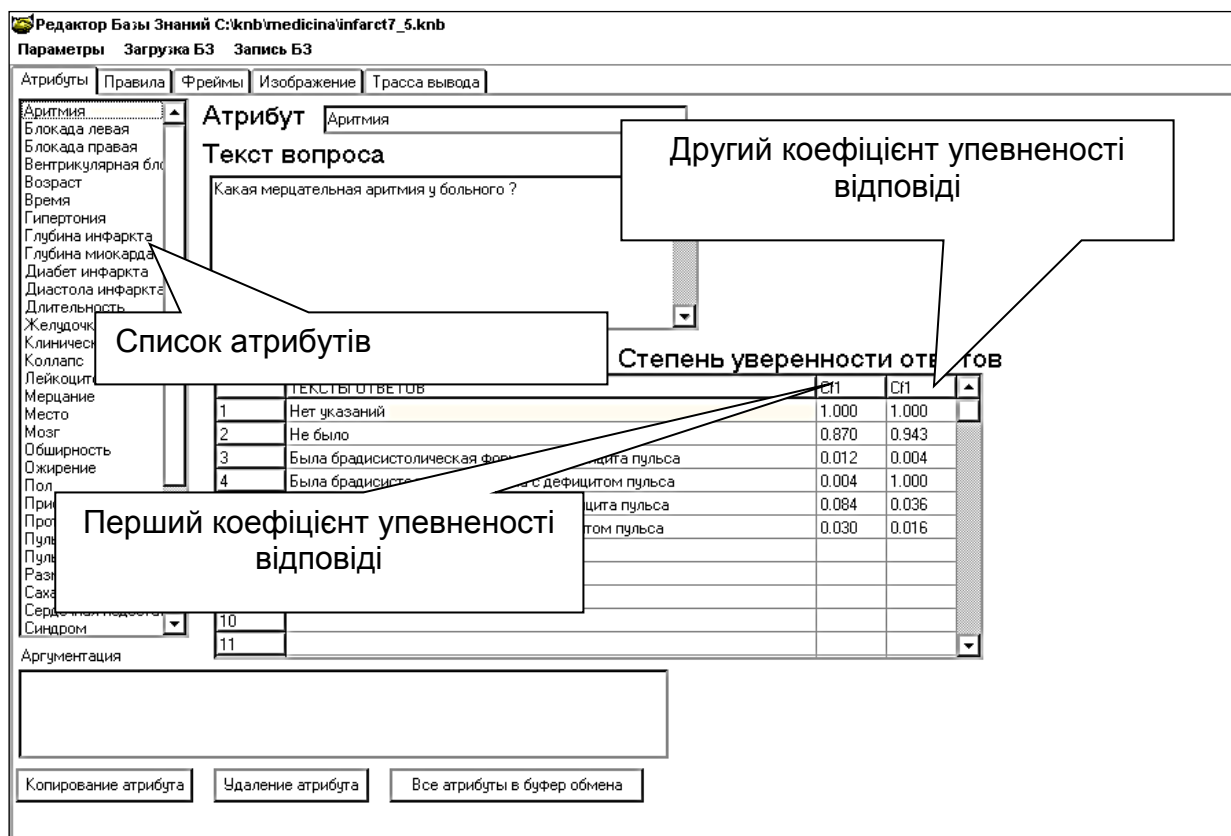 Редактор Базы Знаний C:\knb\medicina\infarct7_5.knb
Параметры Загрузка БЗ Запись БЗ
Атрибуты Правила Фреймы Изображение Трасса вывода
Аритмия
Блокада левая
Блокада правая
Вентрикулярная
Возраст
Время
Гипертония
Глубина инфаркта
Глубина миокарда
Диабет инфаркта
Диастола инфаркта
Длительность
Коллапс
Мерцание
Место
Мозг
Обширность
Ожирение
Пол
Синдром
Атрибут Аритмия
Текст вопроса
Какая мерцательная аритмия у больного ?
Другий коефіцієнт упевненості
відповіді
Список атрибутів
Степень уверенности
ТЕКСТЫ ОТВЕТОВ Cf1 Cf1
1 Нет указаний 1.000 1.000
2 Не было 0.870 0.943
3 Была брадисистолическая пульса 0.012 0.004
4 Была с дефицитом пульса 0.004 1.000
пульса 0.084 0.036
пульса 0.030 0.016
10
11
Перший коефіцієнт упевненості
відповіді
Аргументация
Копирование атрибута Удаление атрибута Все атрибуты в буфер обмена